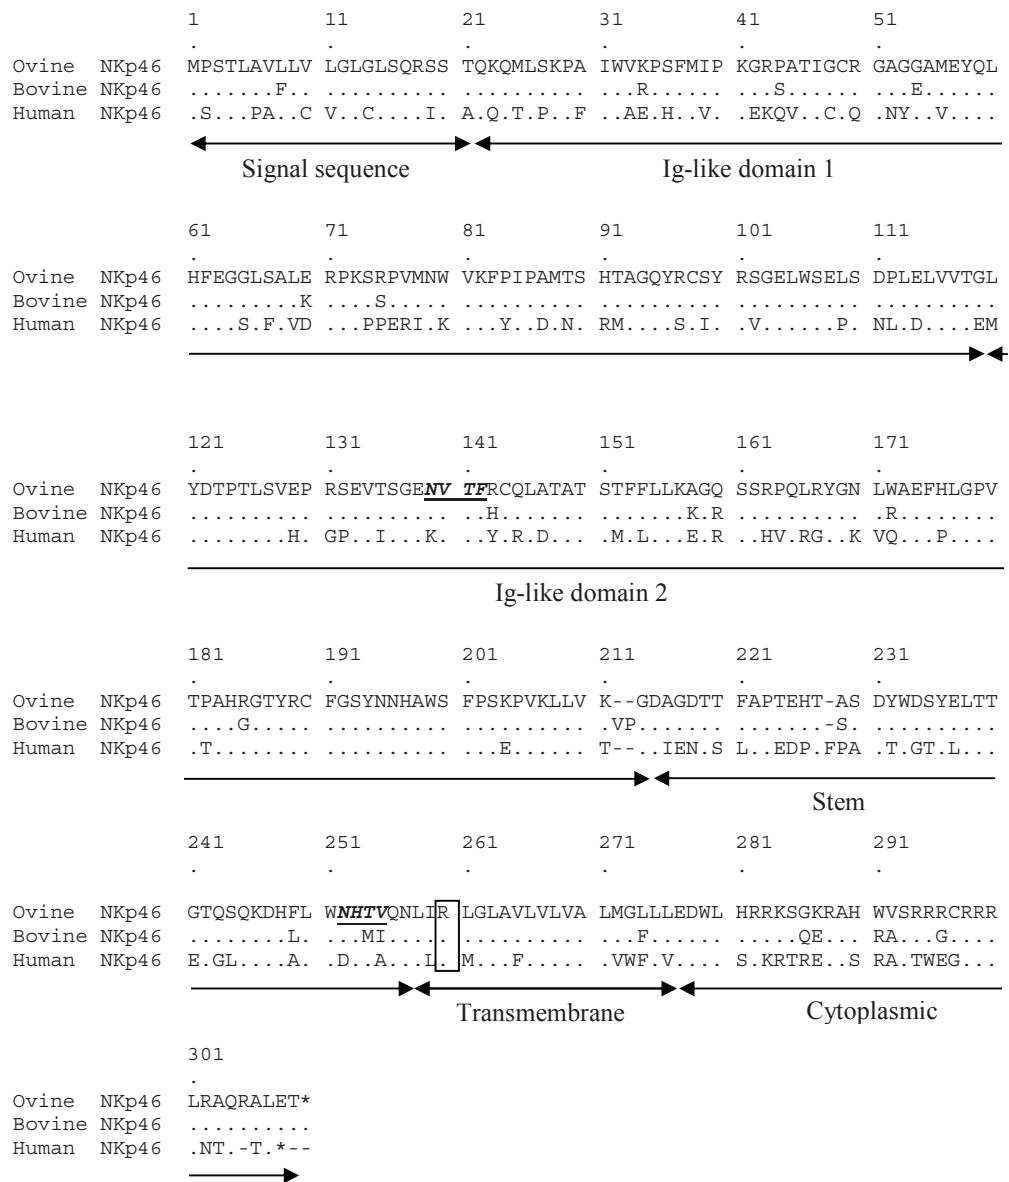 1 11 21 31 41 51
. . . . . .
Ovine NKp46 MPSTLAVLLV LGLGLSQRSS TQKQMLSKPA IWVKPSFMIP KGRPATIGCR GAGGAMEYQL
Bovine NKp46 .......F.. .......... .......... ...R...... ...S...... ....E.....
Human NKp46 .S...PA..C V..C....I. A.Q.T.P..F ..AE.H..V. .EKQV..C.Q .NY..V....
Signal sequence Ig-like domain 1
61 71 81 91 101 111
. . . . . .
Ovine NKp46 HFEGGLSALE RPKSRPVMNW VKFPIPAMTS HTAGQYRCSY RSGELWSELS DPLELVVTGL
Bovine NKp46 .........K ....S..... .......... .......... .......... ..........
Human NKp46 ....S.F.VD ...PPERI.K ...Y..D.N. RM....S.I. .V......P. NL.D....EM
121 131 141 151 161 171
. . . . . .
Ovine NKp46 YDTPTLSVEP RSEVTSGENV TFRCQLATAT STFFLLKAGQ SSRPQLRYGN LWAEFHLGPV
Bovine NKp46 .......... .......... ..H....... ......K.R .......... .R........
Human NKp46 ........H. GP..I...K. ..Y.R.D... .M.L...E.R ..HV.RG..K VQ...P....
Ig-like domain 2
181 191 201 211 221 231
. . . . . .
Ovine NKp46 TPAHRGTYRC FGSYNNHAWS FPSKPVKLLV K--GDAGDTT FAPTEHT-AS DYWDSYELTT
Bovine NKp46 ....G..... .......... .......... .VP....... .......-S. ..........
Human NKp46 .T........ .......... ...E...... T--..IEN.S L..EDP.FPA .T.GT.L...
Stem
241 251 261 271 281 291
. . . . . .
Ovine NKp46 GTQSQKDHFL WNHTVQNLIR LGLAVLVLVA LMGLLLEDWL HRRKSGKRAH WVSRRRCRRR
Bovine NKp46 ........L. ...MI..... .......... ...F...... .....QE... RA...G....
Human NKp46 E.GL....A. .D..A...L. M...F..... .VWF.V.... S.KRTRE..S RA.TWEG...
Transmembrane Cytoplasmic
301
.
Ovine NKp46 LRAQRALET*
Bovine NKp46 ..........
Human NKp46 .NT.-T.*--